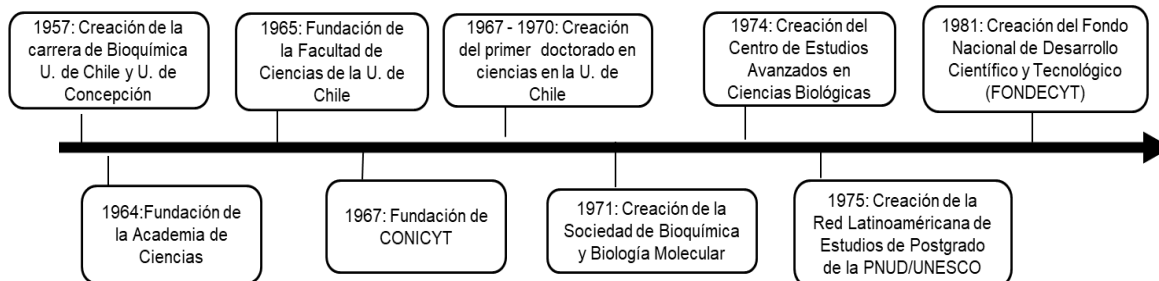 1957: Creación de la
carrera de Bioquímica
U. de Chile y U. de
Concepción
1965: Fundación de
la Facultad de
Ciencias de la U. de
Chile
1967 - 1970: Creación
del primer doctorado en
ciencias en la U. de
Chile
1974: Creación del
Centro de Estudios
Avanzados en
Ciencias Biológicas
1981: Creación del Fondo
Nacional de Desarrollo
Científico y Tecnológico
(FONDECYT)
1964:Fundación de
la Academia de
Ciencias
1967: Fundación de
CONICYT
1971: Creación de la
Sociedad de Bioquímica
y Biología Molecular
1975: Creación de la
Red Latinoaméricana de
Estudios de Postgrado
de la PNUD/UNESCO